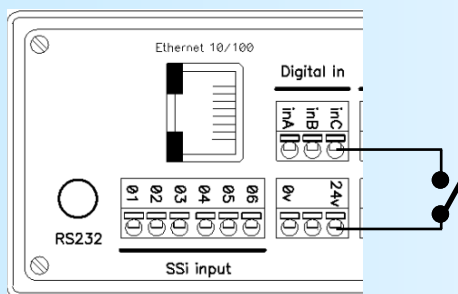 Ethernet 10/100
Digital in
inA inB inC
01 02 03 04 05 06
0v 24v
RS232
SSi input